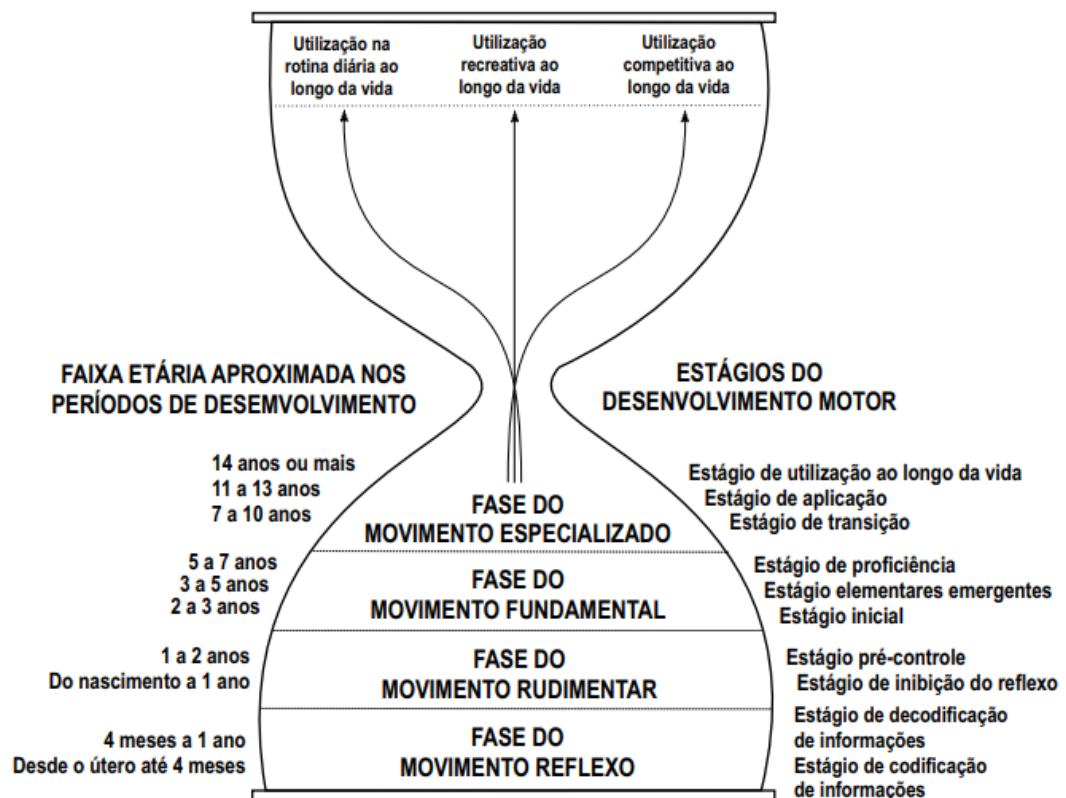 Utilização na
rotina diária ao
longo da vida
Utilização
recreativa ao
longo da vida
Utilização
competitiva ao
longo da vida
FAIXA ETÁRIA APROXIMADA NOS
PERÍODOS DE DESEMVOLVIMENTO
ESTÁGIOS DO
DESENVOLVIMENTO MOTOR
14 anos ou mais
11 a 13 anos
7 a 10 anos
FASE DO
MOVIMENTO ESPECIALIZADO
Estágio de utilização ao longo da vida
Estágio de aplicação
Estágio de transição
5 a 7 anos
3 a 5 anos
2 a 3 anos
FASE DO
MOVIMENTO FUNDAMENTAL
Estágio de proficiência
Estágio elementares emergentes
Estágio inicial
1 a 2 anos
Do nascimento a 1 ano
FASE DO
MOVIMENTO RUDIMENTAR
Estágio pré-controle
Estágio de inibição do reflexo
4 meses a 1 ano
Desde o útero até 4 meses
FASE DO
MOVIMENTO REFLEXO
Estágio de decodificação
de informações
Estágio de codificação
de informações